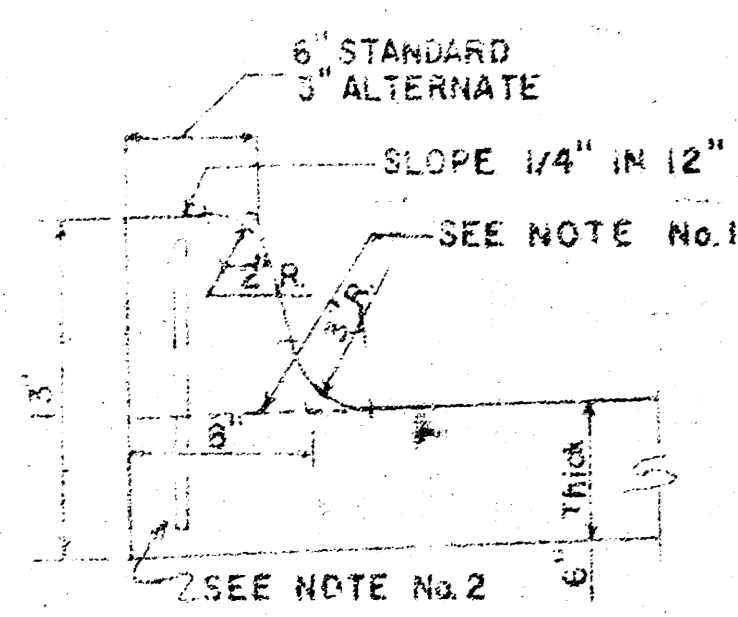 6" STANDARD
3" ALTERNATE
SLOPE 1/4" IN 12"
SEE NOTE No. 1
2" R.
3" R.
13"
8"
6" Thick
SEE NOTE No. 2